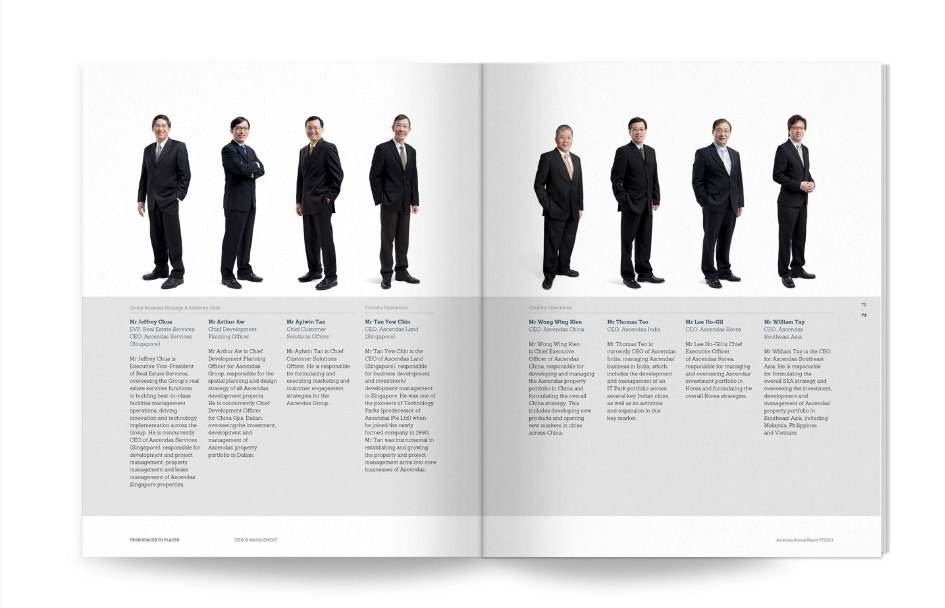 Group Business Strategy & Advisory Units
Mr Jeffrey Chua
EVP, Real Estate Services
CEO, Ascendas Services
(Singapore)
Mr Jeffrey Chua is
Executive Vice-President
of Real Estate Services,
overseeing the Group's real
estate services functions
in building best-in-class
facilities management
operations, driving
innovation and technology
implementation across the
Group. He is concurrently
CEO of Ascendas Services
(Singapore), responsible for
development and project
management, property
management and lease
management of Ascendas'
Singapore properties.
Mr Arthur Aw
Chief Development
Planning Officer
Mr Arthur Aw is Chief
Development Planning
Officer for Ascendas
Group, responsible for the
spatial planning and design
strategy of all Ascendas
development projects.
He is concurrently Chief
Development Officer
for China Ops, Dalian,
overseeing the investment,
development and
management of
Ascendas' property
portfolio in Dalian.
Mr Aylwin Tan
Chief Customer
Solutions Officer
Mr Aylwin Tan is Chief
Customer Solutions
Officer. He is responsible
for formulating and
executing marketing and
customer engagement
strategies for the
Ascendas Group.
Country Operations
Mr Tan Yew Chin
CEO, Ascendas Land
(Singapore)
Mr Tan Yew Chin is the
CEO of Ascendas Land
(Singapore), responsible
for business development
and investment/
development management
in Singapore. He was one of
the pioneers of Technology
Parks (predecessor of
Ascendas Pte Ltd) when
he joined the newly
formed company in 1990.
Mr Tan was instrumental in
establishing and growing
the property and project
management arms into core
businesses of Ascendas.
Country Operations
Mr Wong Wing Kien
CEO, Ascendas China
Mr Wong Wing Kien
is Chief Executive
Officer of Ascendas
China, responsible for
developing and managing
the Ascendas property
portfolio in China and
formulating the overall
China strategy. This
includes developing new
products and opening
new markets in cities
across China.
Mr Thomas Teo
CEO, Ascendas India
Mr Thomas Teo is
currently CEO of Ascendas
India, managing Ascendas'
business in India, which
includes the development
and management of an
IT Park portfolio across
several key Indian cities,
as well as its activities
and expansion in this
key market.
Mr Lee Ho-Gil
CEO, Ascendas Korea
Mr Lee Ho-Gil is Chief
Executive Officer
of Ascendas Korea,
responsible for managing
and overseeing Ascendas'
investment portfolio in
Korea and formulating the
overall Korea strategies.
Mr William Tay
CEO, Ascendas
Southeast Asia
Mr William Tay is the CEO
for Ascendas Southeast
Asia. He is responsible
for formulating the
overall SEA strategy and
overseeing the investment,
development and
management of Ascendas'
property portfolio in
Southeast Asia, including
Malaysia, Philippines
and Vietnam.
73
FROM SPACES TO PLACES
SENIOR MANAGEMENT